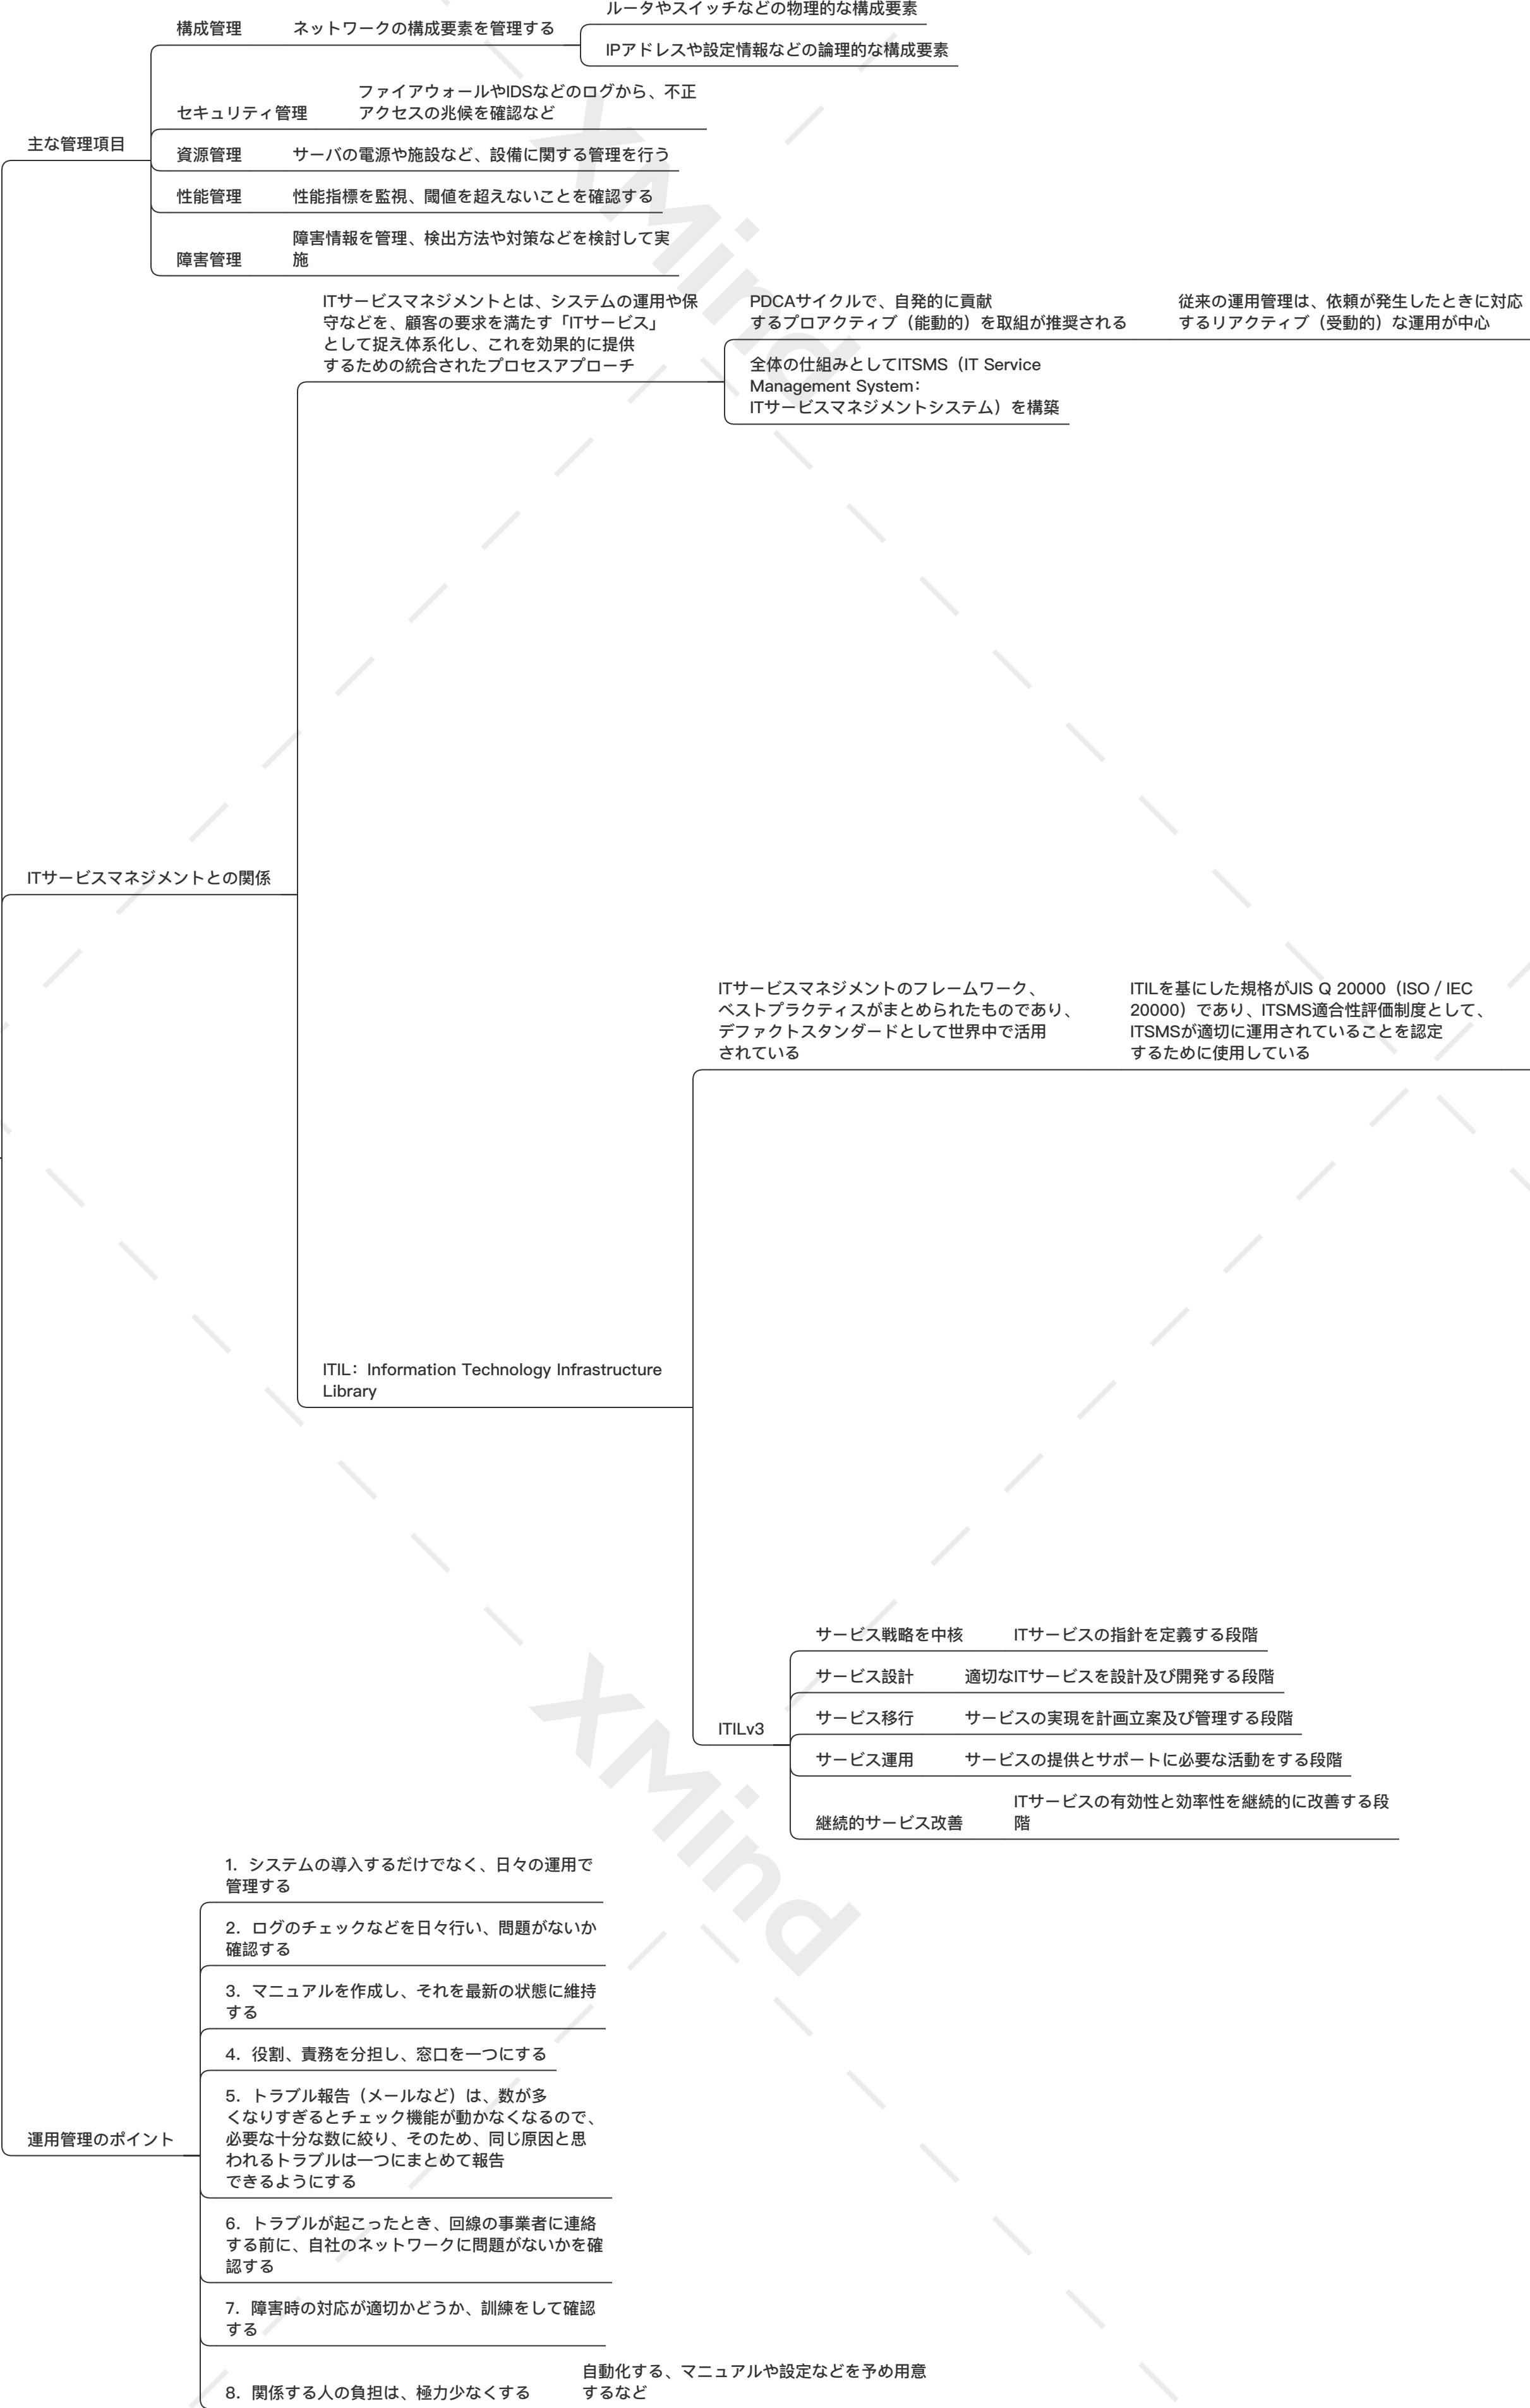 構成管理
ネットワークの構成要素を管理する
ルータやスイッチなどの物理的な構成要素
IPアドレスや設定情報などの論理的な構成要素
主な管理項目
セキュリティ管理
ファイアウォールやIDSなどのログから、不正
アクセスの兆候を確認など
資源管理
サーバの電源や施設など、設備に関する管理を行う
性能管理
性能指標を監視、閾値を超えないことを確認する
障害管理
障害情報を管理、検出方法や対策などを検討して実
施
ITサービスマネジメントとの関係
ITサービスマネジメントとは、システムの運用や保
守などを、顧客の要求を満たす「ITサービス」
として捉え体系化し、これを効果的に提供
するための統合されたプロセスアプローチ
PDCAサイクルで、自発的に貢献
するプロアクティブ（能動的）を取組が推奨される
従来の運用管理は、依頼が発生したときに対応
するリアクティブ（受動的）な運用が中心
全体の仕組みとしてITSMS（IT Service
Management System：
ITサービスマネジメントシステム）を構築
ITIL：Information Technology Infrastructure
Library
ITサービスマネジメントのフレームワーク、
ベストプラクティスがまとめられたものであり、
デファクトスタンダードとして世界中で活用
されている
ITILを基にした規格がJIS Q 20000（ISO / IEC
20000）であり、ITSMS適合性評価制度として、
ITSMSが適切に運用されていることを認定
するために使用している
ITILv3
サービス戦略を中核
ITサービスの指針を定義する段階
サービス設計
適切なITサービスを設計及び開発する段階
サービス移行
サービスの実現を計画立案及び管理する段階
サービス運用
サービスの提供とサポートに必要な活動をする段階
継続的サービス改善
ITサービスの有効性と効率性を継続的に改善する段
階
運用管理のポイント
1．システムの導入するだけでなく、日々の運用で
管理する
2．ログのチェックなどを日々行い、問題がないか
確認する
3．マニュアルを作成し、それを最新の状態に維持
する
4．役割、責務を分担し、窓口を一つにする
5．トラブル報告（メールなど）は、数が多
くなりすぎるとチェック機能が動かなくなるので、
必要な十分な数に絞り、そのため、同じ原因と思
われるトラブルは一つにまとめて報告
できるようにする
6．トラブルが起こったとき、回線の事業者に連絡
する前に、自社のネットワークに問題がないかを確
認する
7．障害時の対応が適切かどうか、訓練をして確認
する
8．関係する人の負担は、極力少なくする
自動化する、マニュアルや設定などを予め用意
するなど
XMind
XMind